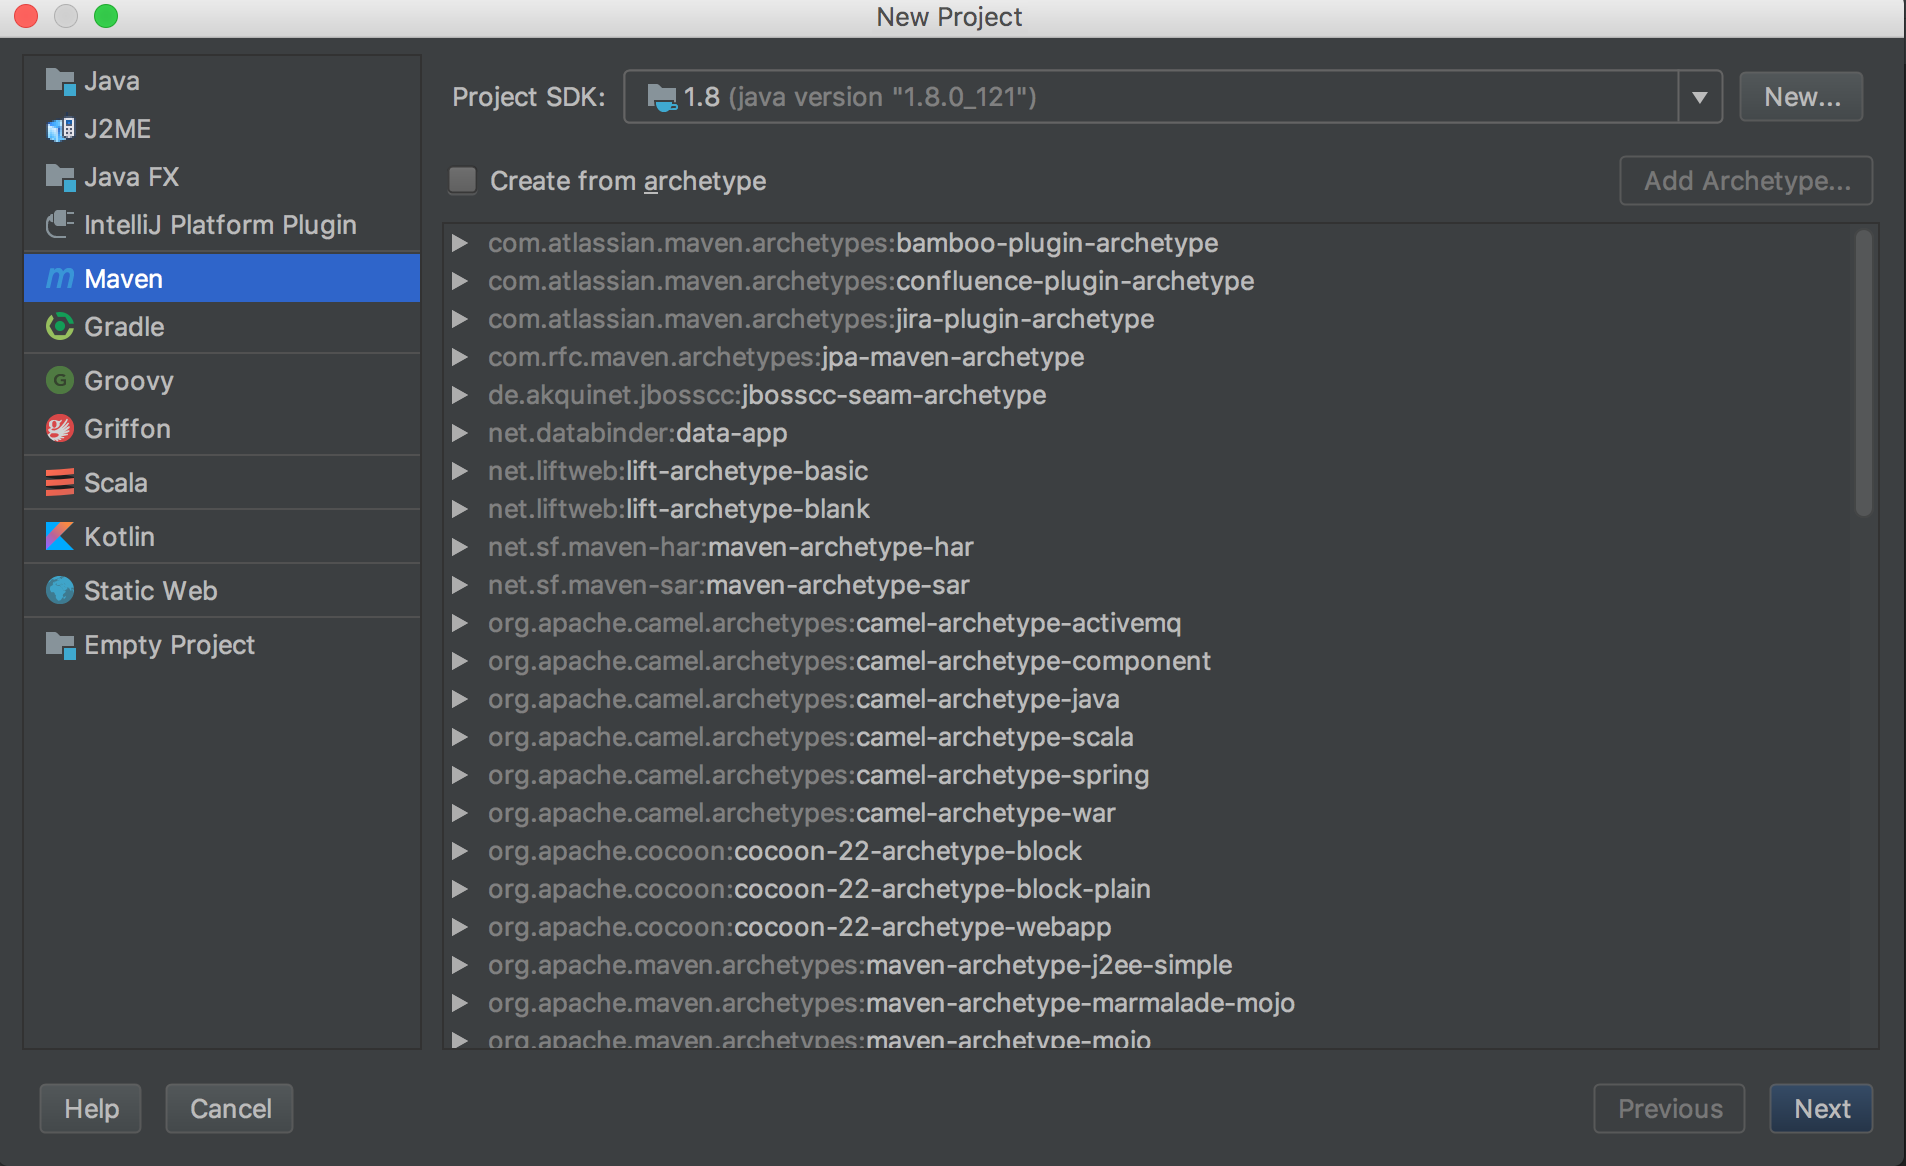 New Project
Java
J2ME
Java FX
IntelliJ Platform Plugin
Maven
Gradle
Groovy
Griffon
Scala
Kotlin
Static Web
Empty Project
Project SDK: 1.8 (java version "1.8.0_121") New...
Create from archetype Add Archetype...
com.atlassian.maven.archetypes:bamboo-plugin-archetype
com.atlassian.maven.archetypes:confluence-plugin-archetype
com.atlassian.maven.archetypes:jira-plugin-archetype
com.rfc.maven.archetypes:jpa-maven-archetype
de.akquinet.jbosscc:jbosscc-seam-archetype
net.databinder:data-app
net.liftweb:lift-archetype-basic
net.liftweb:lift-archetype-blank
net.sf.maven-har:maven-archetype-har
net.sf.maven-sar:maven-archetype-sar
org.apache.camel.archetypes:camel-archetype-activemq
org.apache.camel.archetypes:camel-archetype-component
org.apache.camel.archetypes:camel-archetype-java
org.apache.camel.archetypes:camel-archetype-scala
org.apache.camel.archetypes:camel-archetype-spring
org.apache.camel.archetypes:camel-archetype-war
org.apache.cocoon:cocoon-22-archetype-block
org.apache.cocoon:cocoon-22-archetype-block-plain
org.apache.cocoon:cocoon-22-archetype-webapp
org.apache.maven.archetypes:maven-archetype-j2ee-simple
org.apache.maven.archetypes:maven-archetype-marmalade-mojo
org.apache.maven.archetypes:maven-archetype-mojo
Help Cancel Previous Next